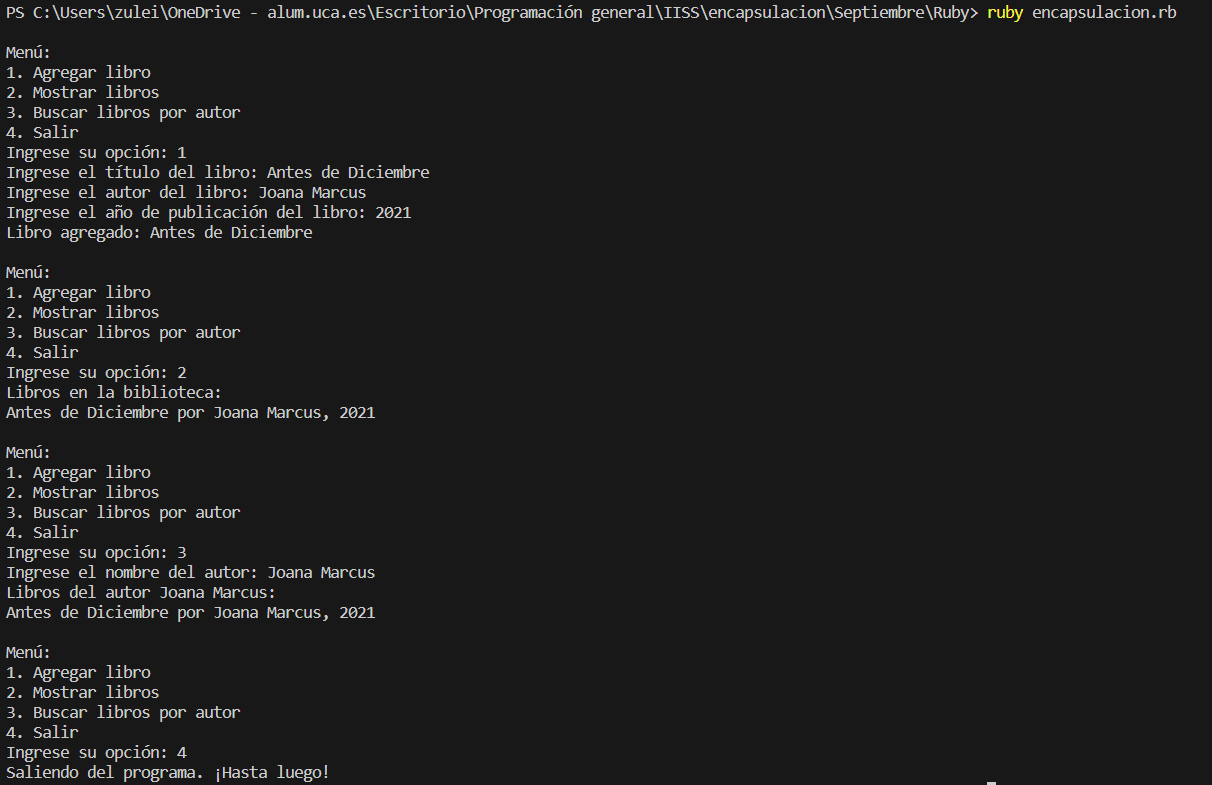 PS C:\Users\zulei\OneDrive - alum.uca.es\Escritorio\Programación general\IISS\encapsulacion\Septiembre\Ruby> ruby encapsulacion.rb
Menú:
1. Agregar libro
2. Mostrar libros
3. Buscar libros por autor
4. Salir
Ingrese su opción: 1
Ingrese el título del libro: Antes de Diciembre
Ingrese el autor del libro: Joana Marcus
Ingrese el año de publicación del libro: 2021
Libro agregado: Antes de Diciembre
Menú:
1. Agregar libro
2. Mostrar libros
3. Buscar libros por autor
4. Salir
Ingrese su opción: 2
Libros en la biblioteca:
Antes de Diciembre por Joana Marcus, 2021
Menú:
1. Agregar libro
2. Mostrar libros
3. Buscar libros por autor
4. Salir
Ingrese su opción: 3
Ingrese el nombre del autor: Joana Marcus
Libros del autor Joana Marcus:
Antes de Diciembre por Joana Marcus, 2021
Menú:
1. Agregar libro
2. Mostrar libros
3. Buscar libros por autor
4. Salir
Ingrese su opción: 4
Saliendo del programa. ¡Hasta luego!